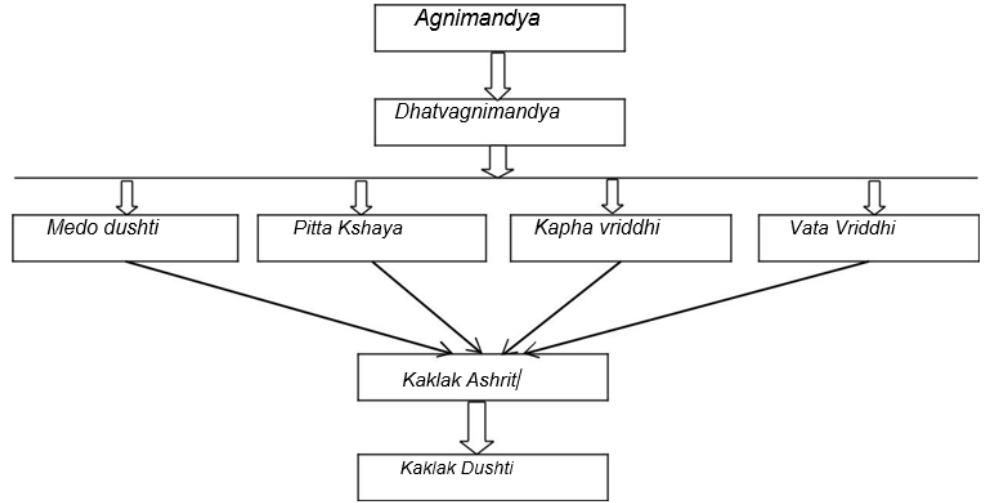 Agnimandya
Dhatvagnimandya
Medo dushti
Pitta Kshaya
Kapha vriddhi
Vata Vriddhi
Kaklak Ashrit
Kaklak Dushti